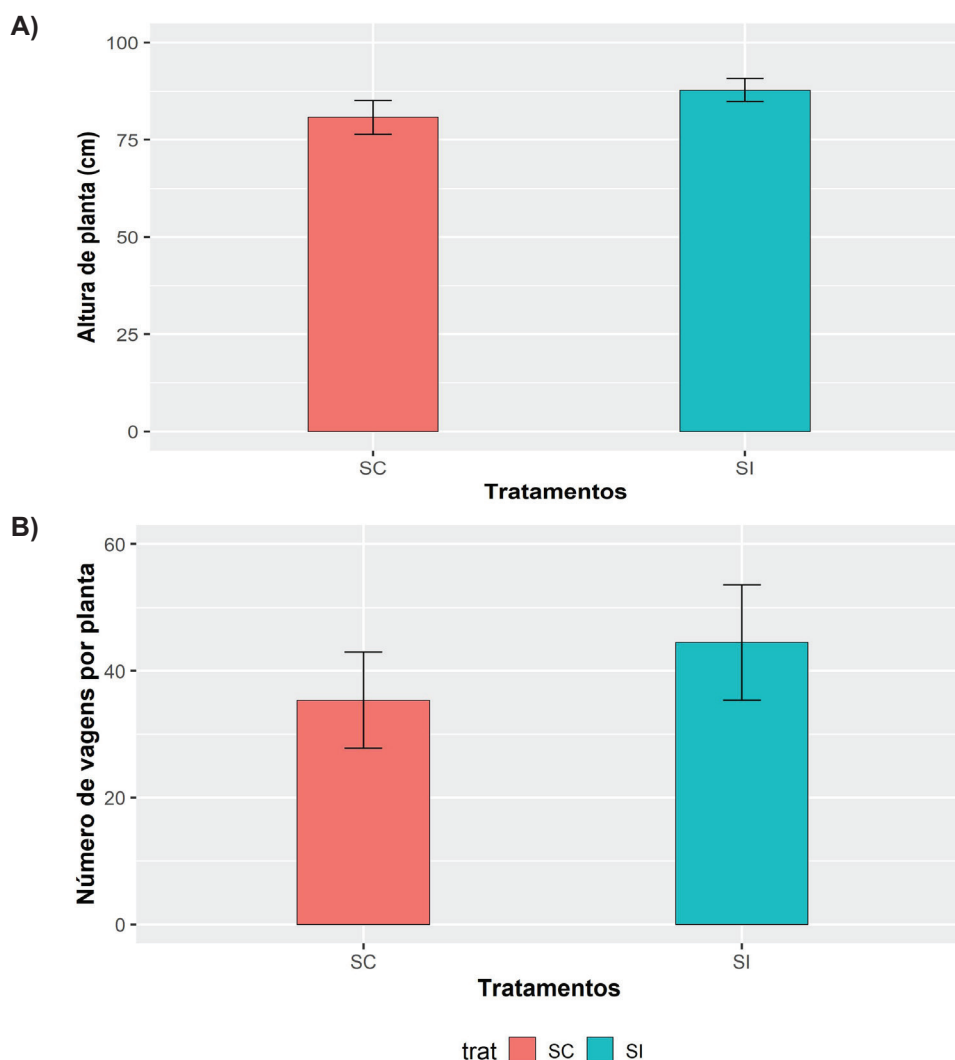 A)
Altura de planta (cm)
100
75
50
25
0
SC SI
Tratamentos
B)
Número de vagens por planta
60
40
20
0
SC SI
Tratamentos
trat SC SI